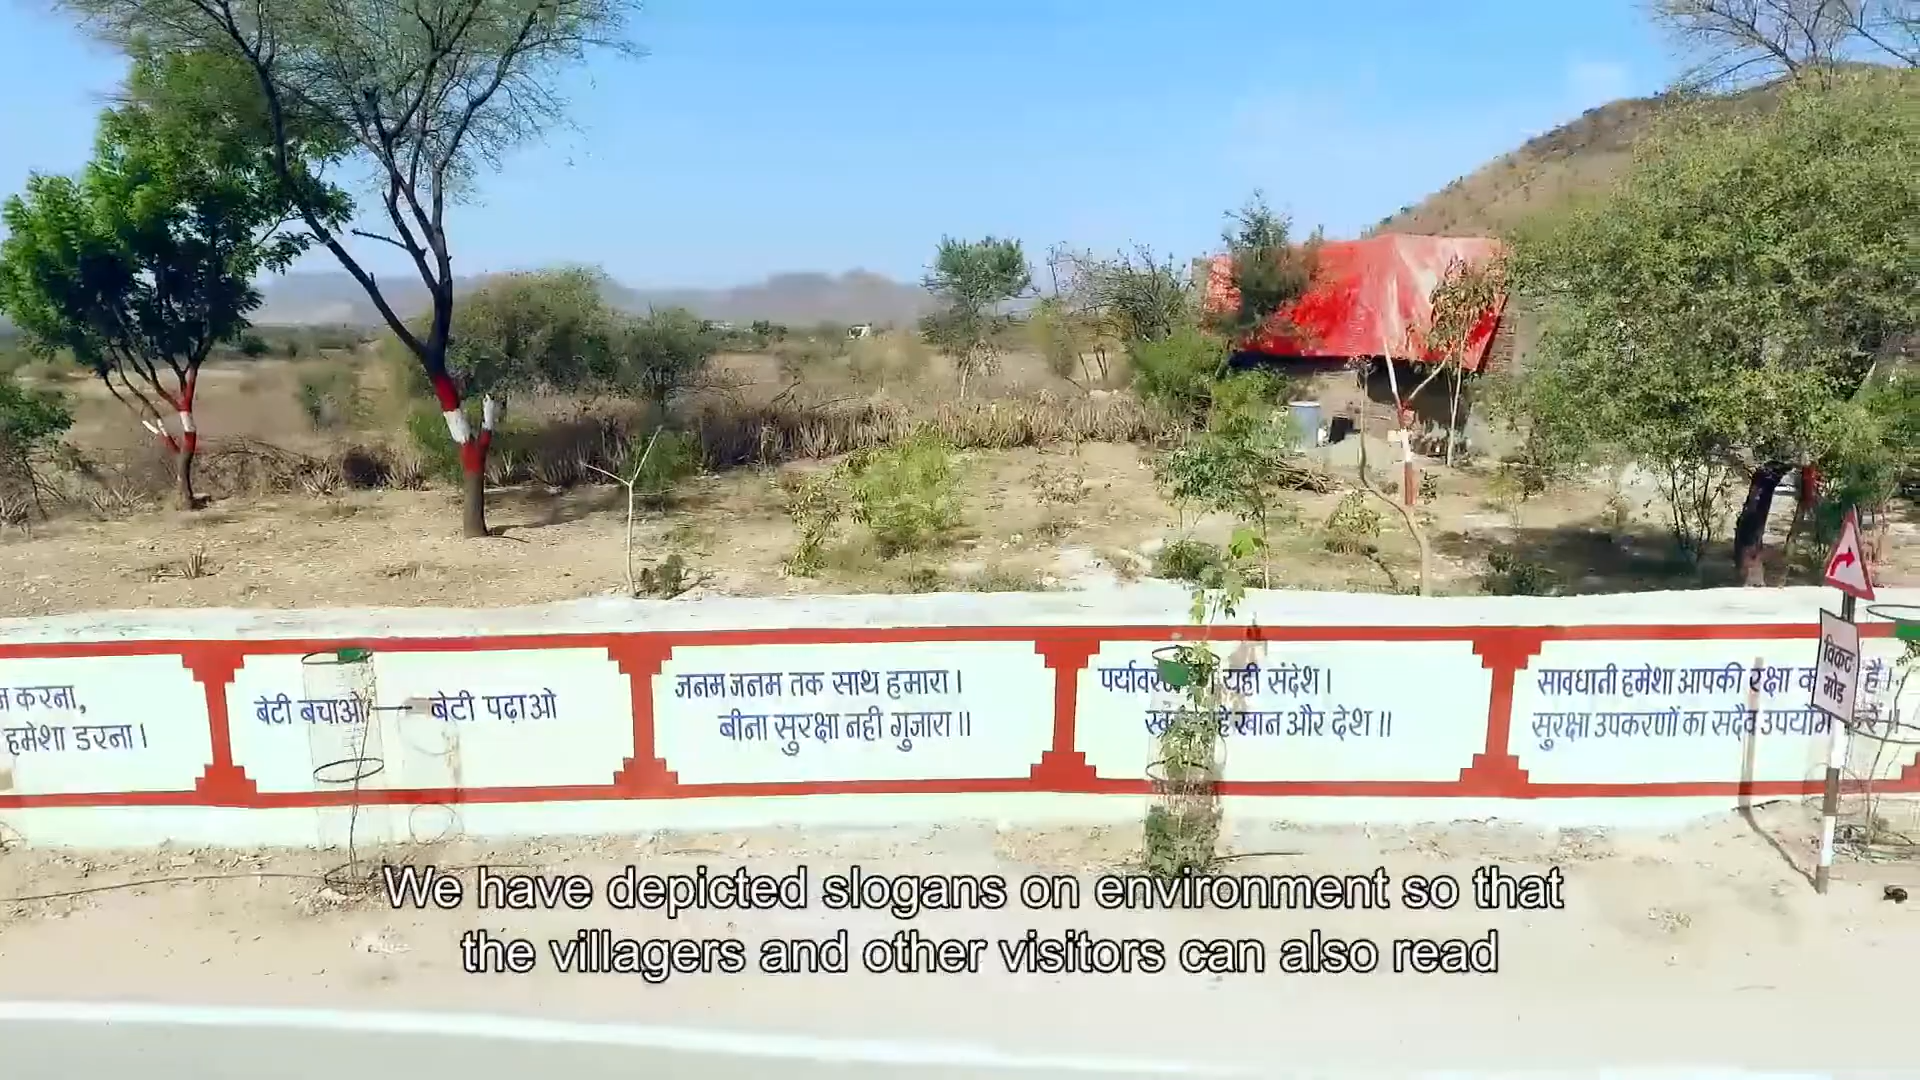 करना,
हमेशा डरना।
बेटी बचाओ बेटी पढ़ाओ
जनम जनम तक साथ हमारा।
बीना सुरक्षा नही गुजारा॥
यही संदेश।
खान और देश॥
सावधाती हमेशा आपकी रक्षा है।
सुरक्षा उपकरणों का सदैव उपयोग
विकट
मोड़
We have depicted slogans on environment so that
the villagers and other visitors can also read